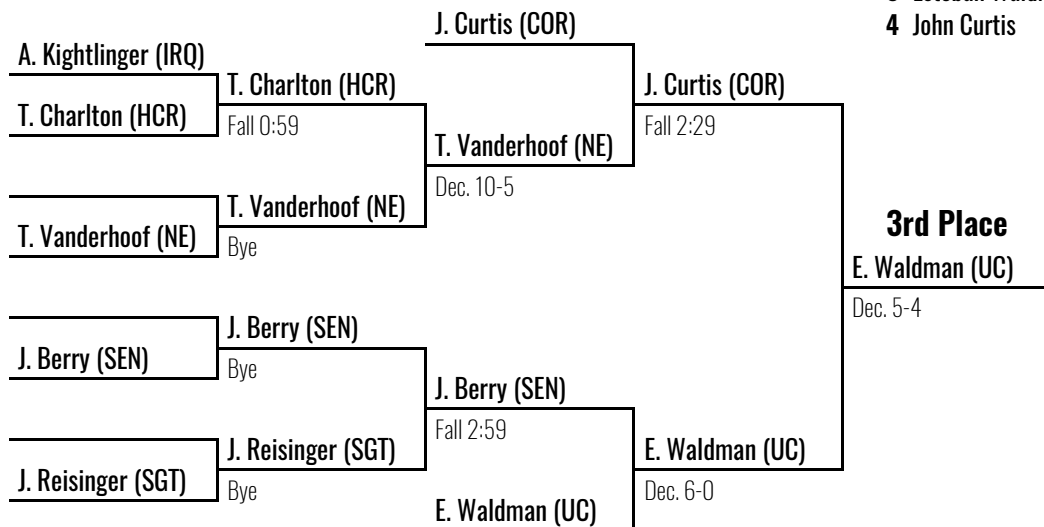 4 John Curtis
J. Curtis (COR)
A. Kightlinger (IRQ)
T. Charlton (HCR)
J. Curtis (COR)
T. Charlton (HCR)
Fall 0:59
Fall 2:29
T. Vanderhoof (NE)
Dec. 10-5
T. Vanderhoof (NE)
T. Vanderhoof (NE)
Bye
3rd Place
E. Waldman (UC)
Dec. 5-4
J. Berry (SEN)
J. Berry (SEN)
Bye
J. Berry (SEN)
Fall 2:59
J. Reisinger (SGT)
E. Waldman (UC)
J. Reisinger (SGT)
Bye
Dec. 6-0
E. Waldman (UC)